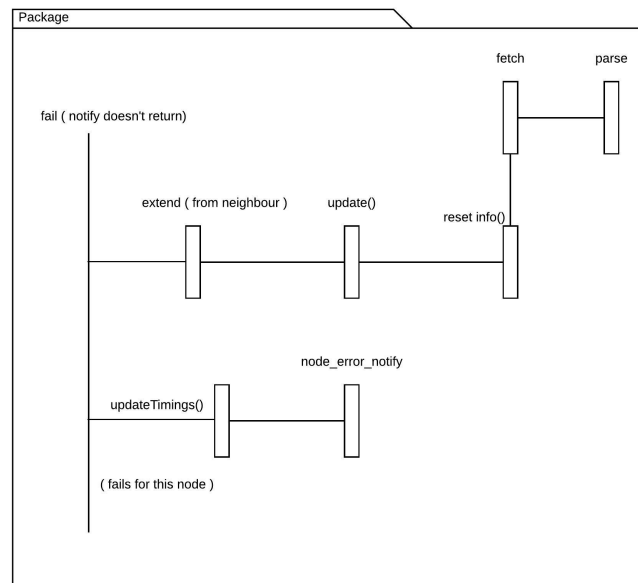 Package
fetch
parse
fail ( notify doesn't return)
extend ( from neighbour )
update()
reset info()
node_error_notify
updateTimings()
( fails for this node )